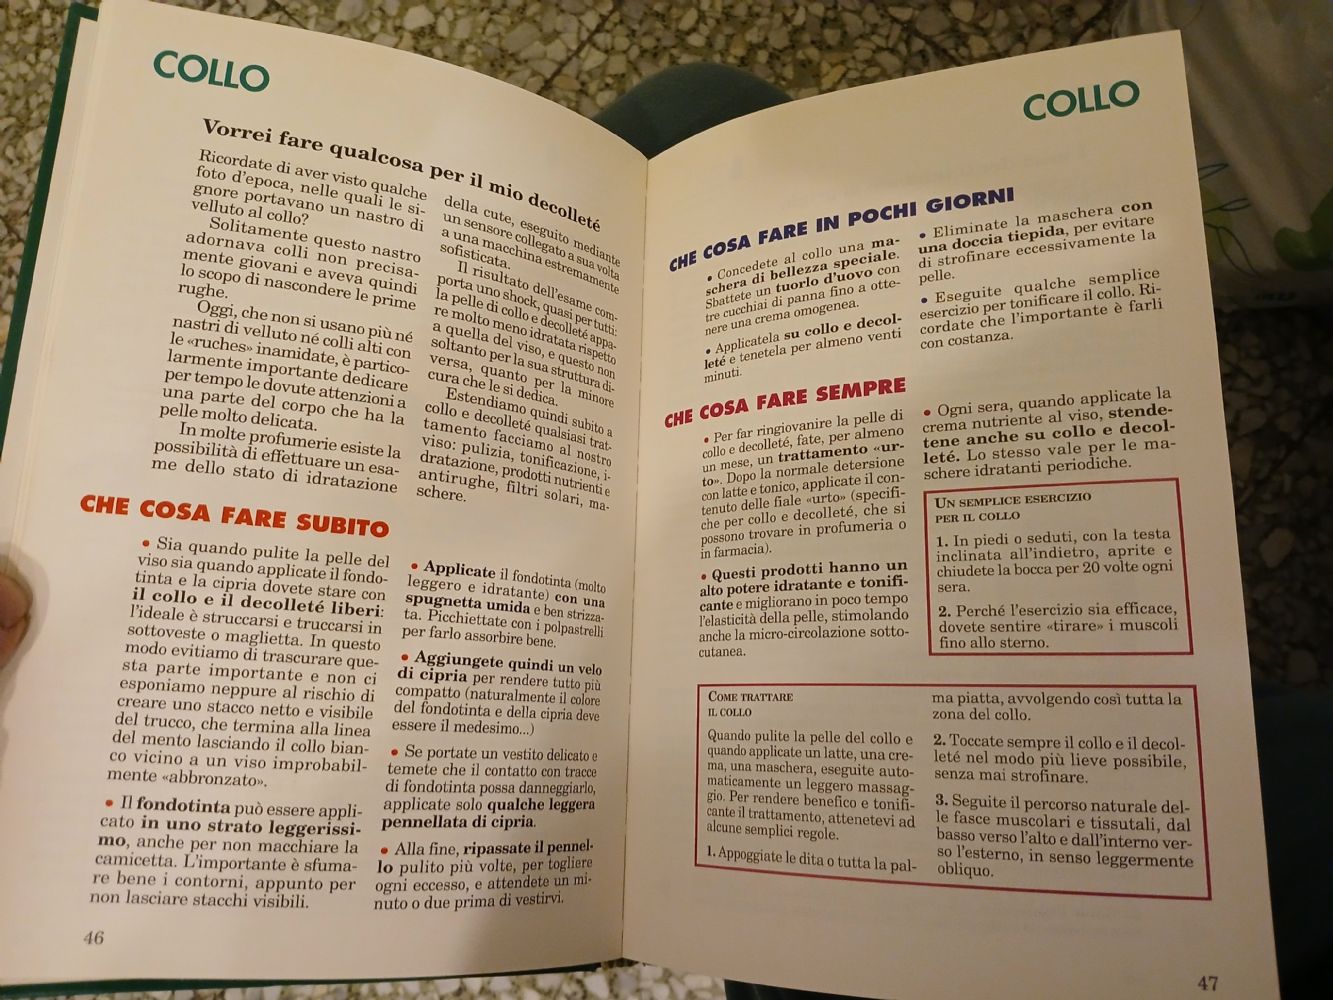 COLLO
Vorrei fare qualcosa per il mio decolleté
Ricordate di aver visto qualche
foto d'epoca, nelle quali le si-
gnore portavano un nastro di
velluto al collo?
Solitamente questo nastro
adornava colli non precisa-
mente giovani e aveva quindi
lo scopo di nascondere le prime
rughe.
Oggi, che non si usano più né
nastri di velluto né colli alti con
le «ruches» inamidate, è partico-
larmente importante dedicare
per tempo le dovute attenzioni a
una parte del corpo che ha la
pelle molto delicata.
In molte profumerie esiste la
possibilità di effettuare un esa-
me dello stato di idratazione
della cute, eseguito mediante
un sensore collegato a sua volta
a una macchina estremamente
sofisticata.
Il risultato dell'esame com-
porta uno shock, quasi per tutti:
la pelle di collo e decolleté appa-
re molto meno idratata rispetto
a quella del viso, e questo non
soltanto per la sua struttura di-
versa, quanto per la minore
cura che le si dedica.
Estendiamo quindi subito a
collo e decolleté qualsiasi trat-
tamento facciamo al nostro
viso: pulizia, tonificazione, i-
dratazione, prodotti nutrienti e
antirughe, filtri solari, ma-
schere.
CHE COSA FARE SUBITO
• Sia quando pulite la pelle del
viso sia quando applicate il fondo-
tinta e la cipria dovete stare con
il collo e il decolleté liberi:
l'ideale è struccarsi e truccarsi in
sottoveste o maglietta. In questo
modo evitiamo di trascurare que-
sta parte importante e non ci
esponiamo neppure al rischio di
creare uno stacco netto e visibile
del trucco, che termina alla linea
del mento lasciando il collo bian-
co vicino a un viso improbabil-
mente «abbronzato».
• Il fondotinta può essere appli-
cato in uno strato leggerissi-
mo, anche per non macchiare la
camicetta. L'importante è sfuma-
re bene i contorni, appunto per
non lasciare stacchi visibili.
• Applicate il fondotinta (molto
leggero e idratante) con una
spugnetta umida e ben strizza-
ta. Picchiettate con i polpastrelli
per farlo assorbire bene.
• Aggiungete quindi un velo
di cipria per rendere tutto più
compatto (naturalmente il colore
del fondotinta e della cipria deve
essere il medesimo...)
• Se portate un vestito delicato e
temete che il contatto con tracce
di fondotinta possa danneggiarlo,
applicate solo qualche leggera
pennellata di cipria.
• Alla fine, ripassate il pennel-
lo pulito più volte, per togliere
ogni eccesso, e attendete un mi-
nuto o due prima di vestirvi.
46
COLLO
CHE COSA FARE IN POCHI GIORNI
• Concedete al collo una ma-
schera di bellezza speciale.
Sbattete un tuorlo d'uovo con
tre cucchiai di panna fino a otte-
nere una crema omogenea.
• Applicatela su collo e decol-
leté e tenetela per almeno venti
minuti.
• Eliminate la maschera con
una doccia tiepida, per evitare
di strofinare eccessivamente la
pelle.
• Eseguite qualche semplice
esercizio per tonificare il collo. Ri-
cordate che l'importante è farli
con costanza.
CHE COSA FARE SEMPRE
• Per far ringiovanire la pelle di
collo e decolleté, fate, per almeno
un mese, un trattamento «ur-
to». Dopo la normale detersione
con latte e tonico, applicate il con-
tenuto delle fiale «urto» (specifi-
che per collo e decolleté, che si
possono trovare in profumeria o
in farmacia).
• Questi prodotti hanno un
alto potere idratante e tonifi-
cante e migliorano in poco tempo
l'elasticità della pelle, stimolando
anche la micro-circolazione sotto-
cutanea.
• Ogni sera, quando applicate la
crema nutriente al viso, stende-
tene anche su collo e decol-
leté. Lo stesso vale per le ma-
schere idratanti periodiche.
UN SEMPLICE ESERCIZIO
PER IL COLLO
1. In piedi o seduti, con la testa
inclinata all'indietro, aprite e
chiudete la bocca per 20 volte ogni
sera.
2. Perché l'esercizio sia efficace,
dovete sentire «tirare» i muscoli
fino allo sterno.
COME TRATTARE
IL COLLO
Quando pulite la pelle del collo e
quando applicate un latte, una cre-
ma, una maschera, eseguite auto-
maticamente un leggero massag-
gio. Per rendere benefico e tonifi-
cante il trattamento, attenetevi ad
alcune semplici regole.
1. Appoggiate le dita o tutta la pal-
ma piatta, avvolgendo così tutta la
zona del collo.
2. Toccate sempre il collo e il decol-
leté nel modo più lieve possibile,
senza mai strofinare.
3. Seguite il percorso naturale del-
le fasce muscolari e tissutali, dal
basso verso l'alto e dall'interno ver-
so l'esterno, in senso leggermente
obliquo.
47